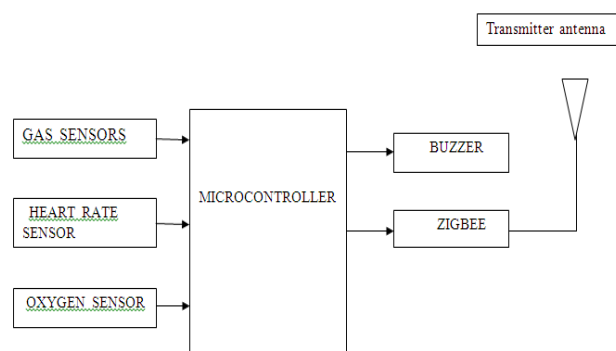 Transmitter antenna
GAS SENSORS
BUZZER
MICROCONTROLLER
HEART RATE
SENSOR
ZIGBEE
OXYGEN SENSOR